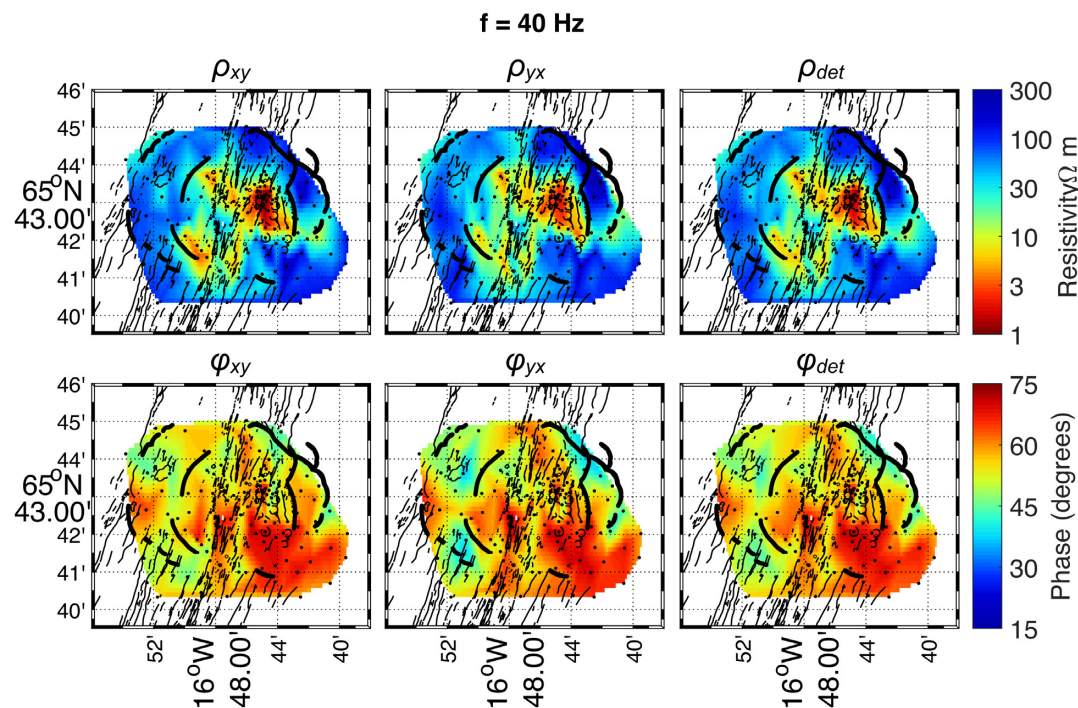 f = 40 Hz
ρxy
ρyx
ρdet
46'
45'
44'
65°N
43.00'
42'
41'
40'
300
100
30
10
3
1
ResistivityΩ m
φxy
φyx
φdet
46'
45'
44'
65°N
43.00'
42'
41'
40'
75
60
45
30
15
Phase (degrees)
52'
16°W
48.00'
44'
40'
52'
16°W
48.00'
44'
40'
52'
16°W
48.00'
44'
40'